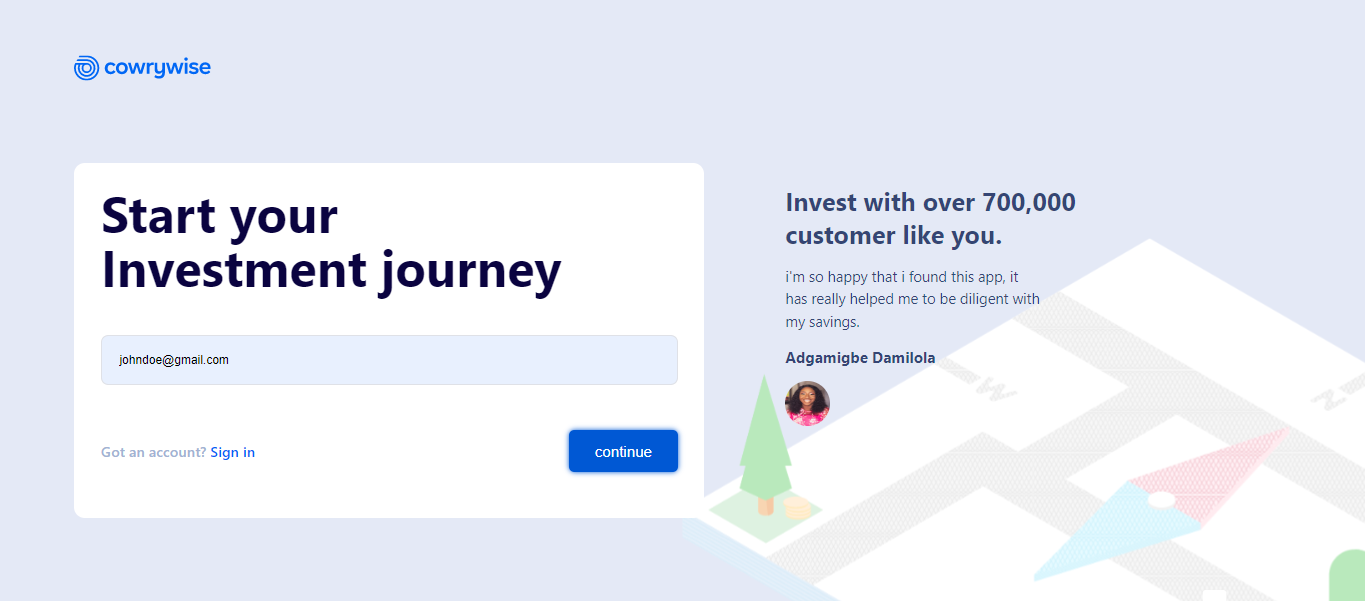 cowrywise
Start your
Investment journey
johndoe@gmail.com
Got an account? Sign in
continue
Invest with over 700,000
customer like you.
i'm so happy that i found this app, it
has really helped me to be diligent with
my savings.
Adgamigbe Damilola